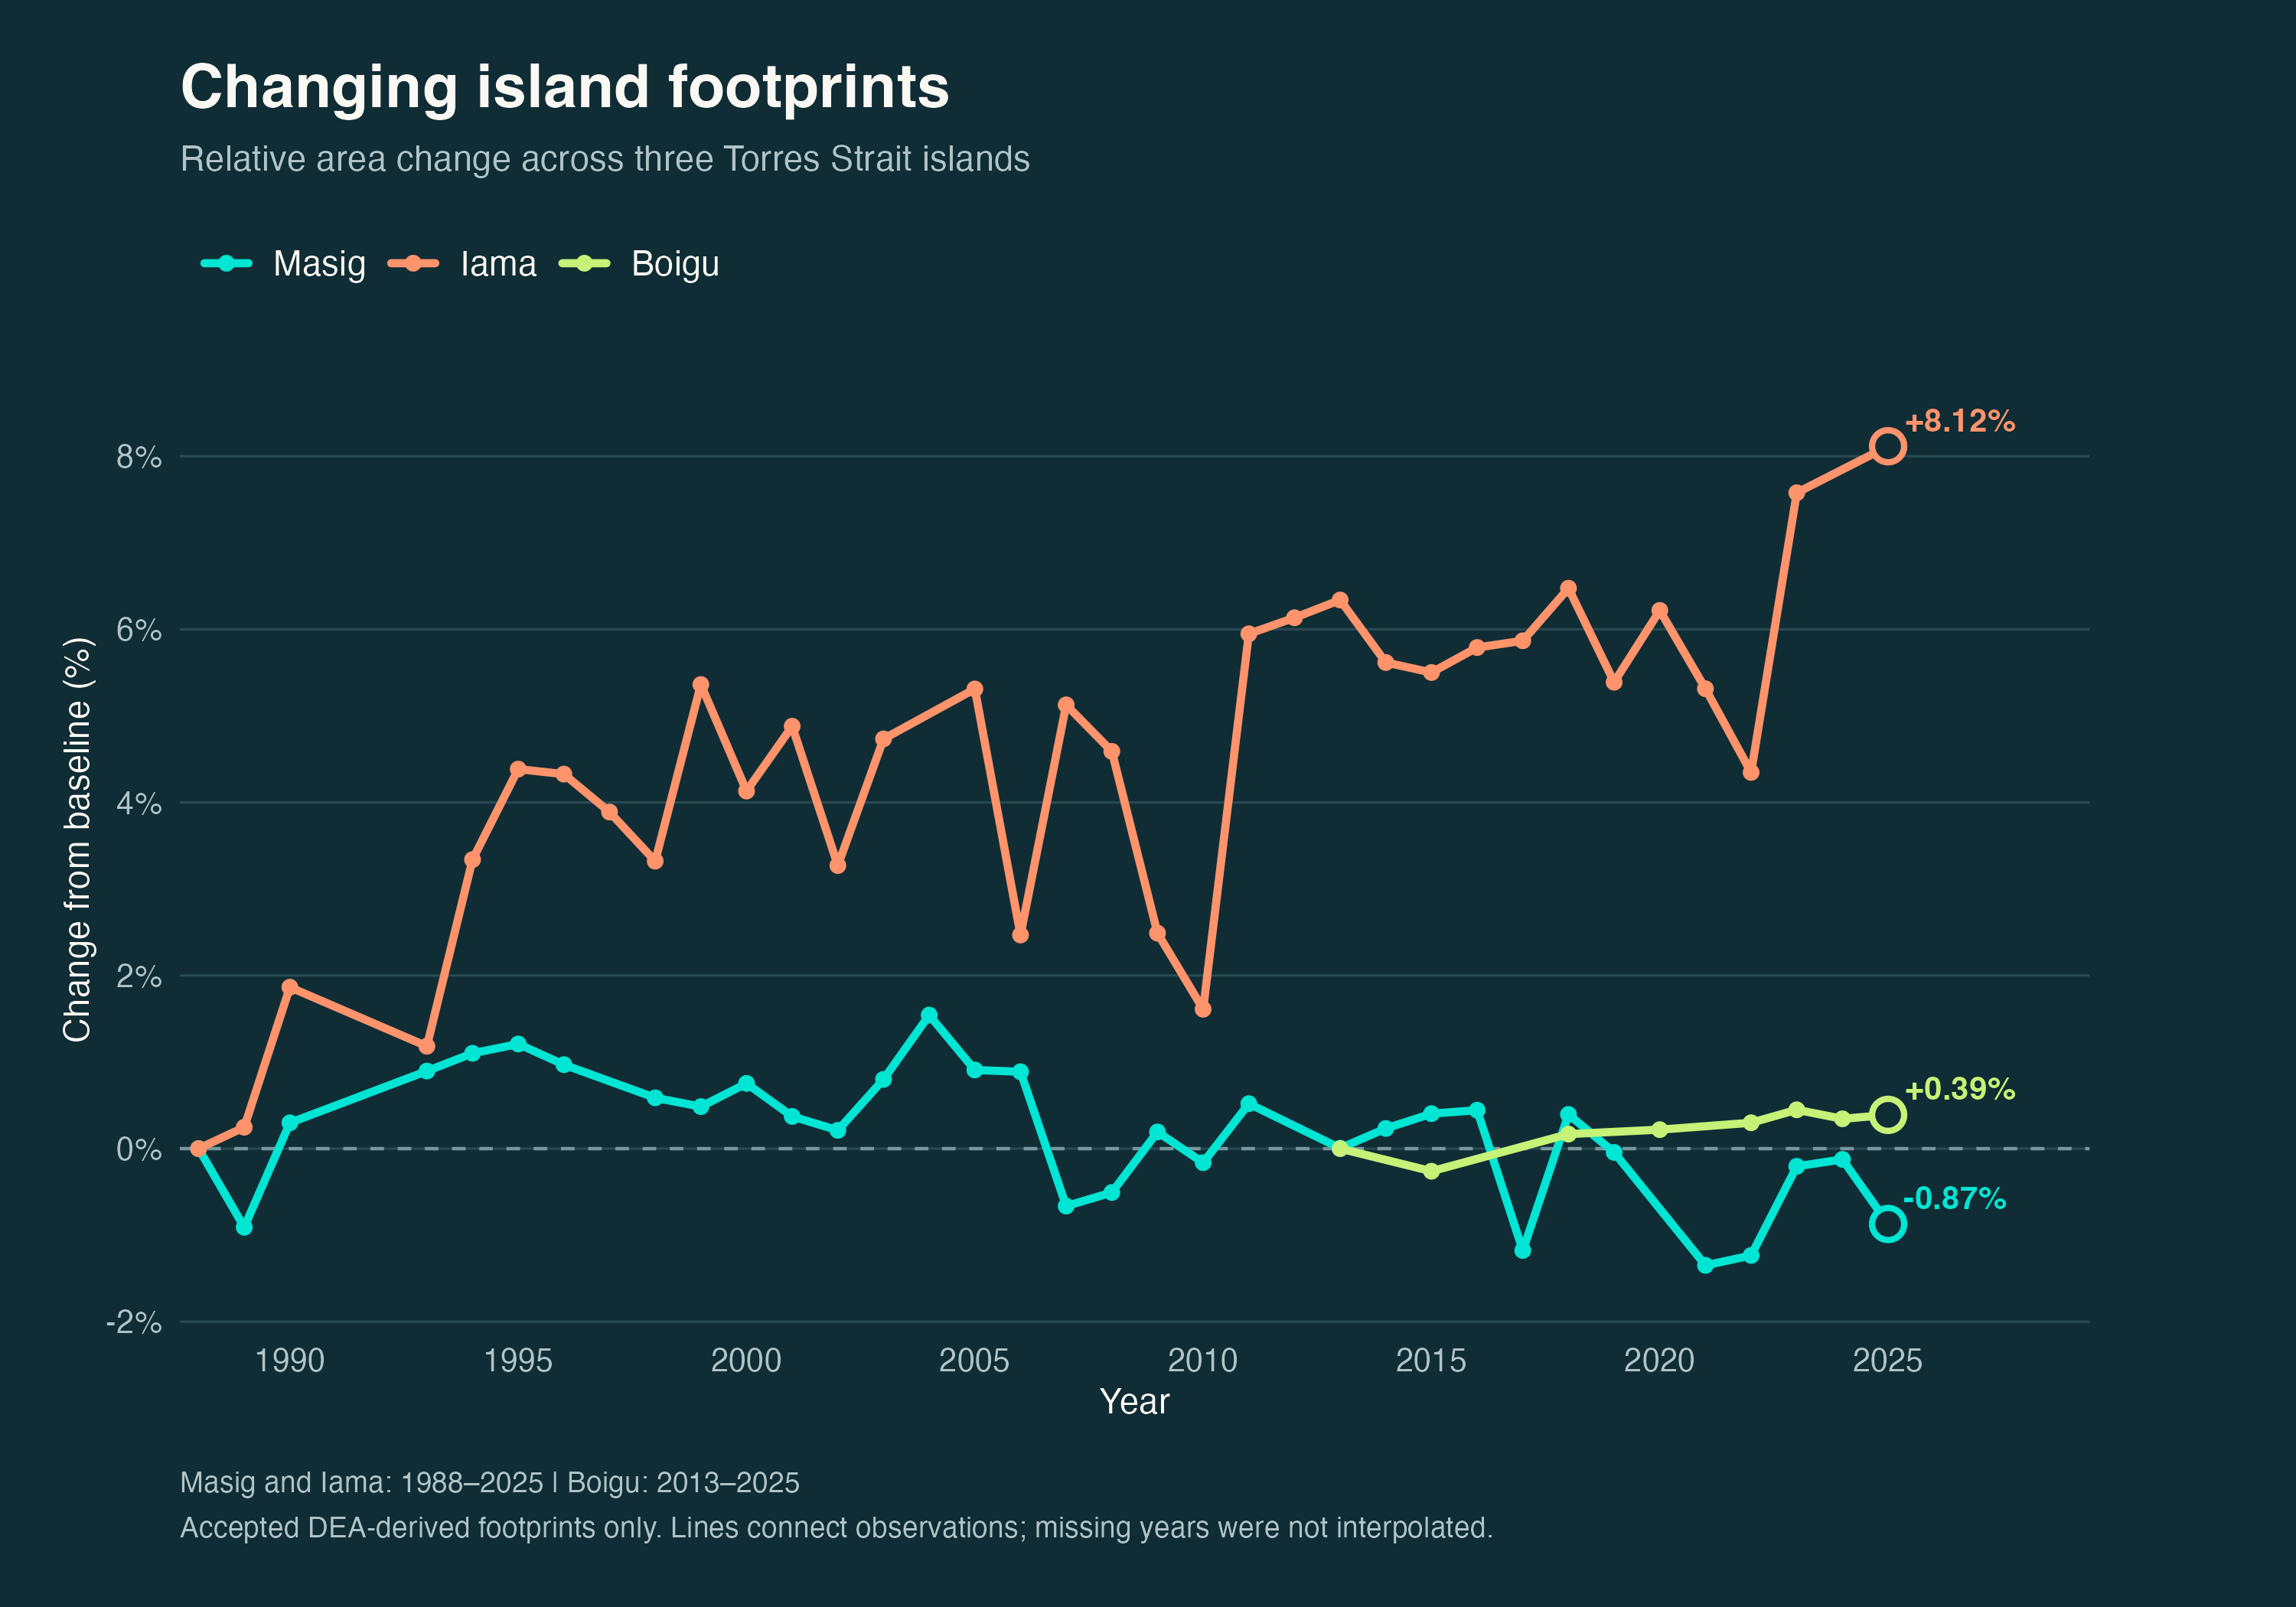 Changing island footprints
Relative area change across three Torres Strait islands
Masig Iama Boigu
+8.12%
8%
6%
4%
2%
+0.39%
0%
-0.87%
-2%
Change from baseline (%)
1990 1995 2000 2005 2010 2015 2020 2025
Year
Masig and Iama: 1988–2025 | Boigu: 2013–2025
Accepted DEA-derived footprints only. Lines connect observations; missing years were not interpolated.